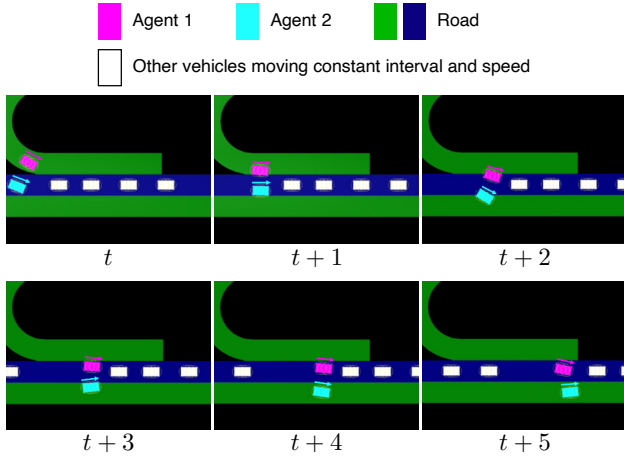 Agent 1 Agent 2 Road
Other vehicles moving constant interval and speed
t t + 1 t + 2
t + 3 t + 4 t + 5